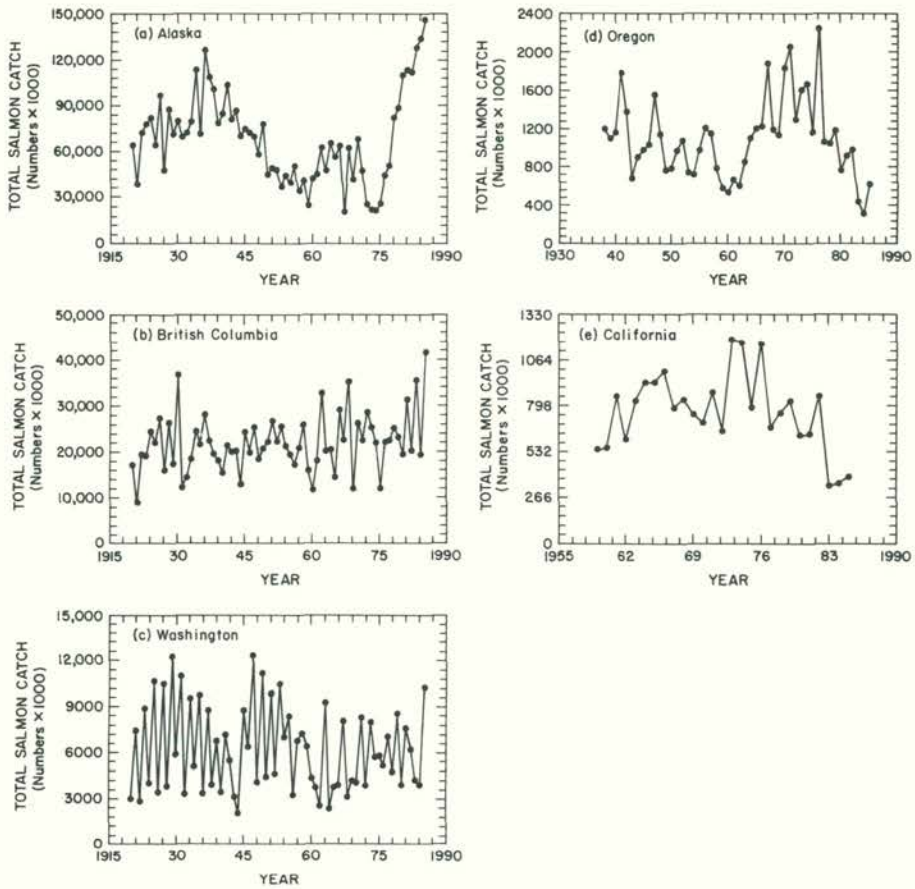 (a) Alaska
TOTAL SALMON CATCH
(Numbers × 1000)
150,000
120,000
90,000
60,000
30,000
0
1915 30 45 60 75 1990
YEAR
(b) British Columbia
TOTAL SALMON CATCH
(Numbers × 1000)
50,000
40,000
30,000
20,000
10,000
0
1915 30 45 60 75 1990
YEAR
(c) Washington
TOTAL SALMON CATCH
(Numbers × 1000)
15,000
12,000
9000
6000
3000
0
1915 30 45 60 75 1990
YEAR
(d) Oregon
TOTAL SALMON CATCH
(Numbers × 1000)
2400
2000
1600
1200
800
400
0
1930 40 50 60 70 80 1990
YEAR
(e) California
TOTAL SALMON CATCH
(Numbers × 1000)
1330
1064
798
532
266
0
1955 62 69 76 83 1990
YEAR